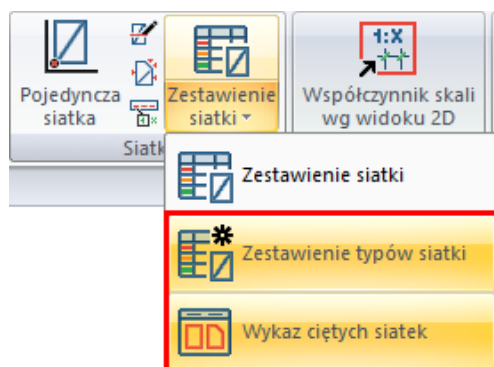 1:X
Pojedyncza
siatka
Zestawienie
siatki
Współczynnik skali
wg widoku 2D
Siatk
Zestawienie siatki
Zestawienie typów siatki
Wykaz ciętych siatek